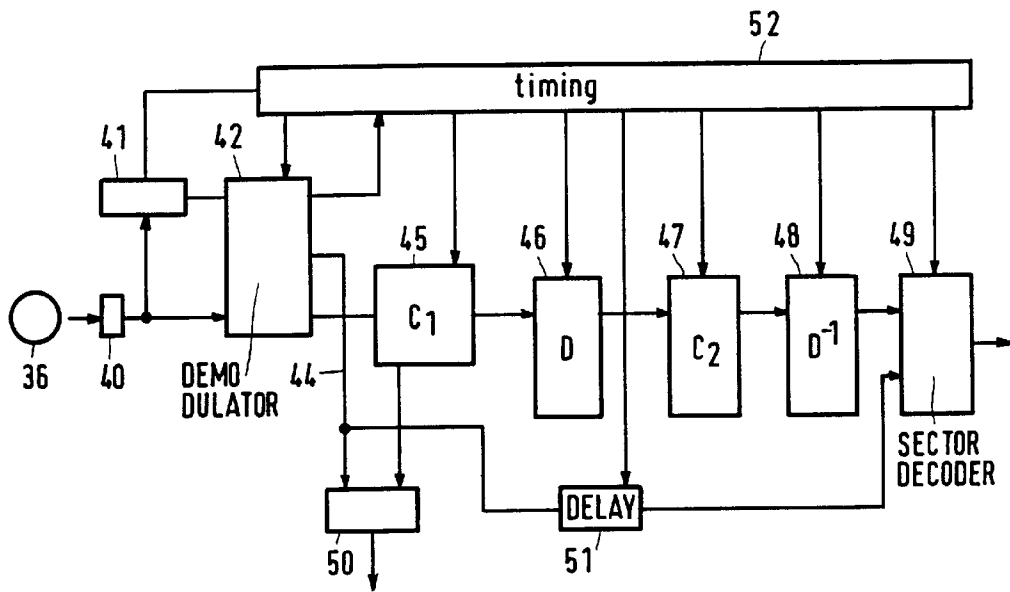 52
timing
41
42
45
46
47
48
49
C1
D
C2
D-1
36
40
DEMO
DULATOR
44
SECTOR
DECODER
DELAY
50
51